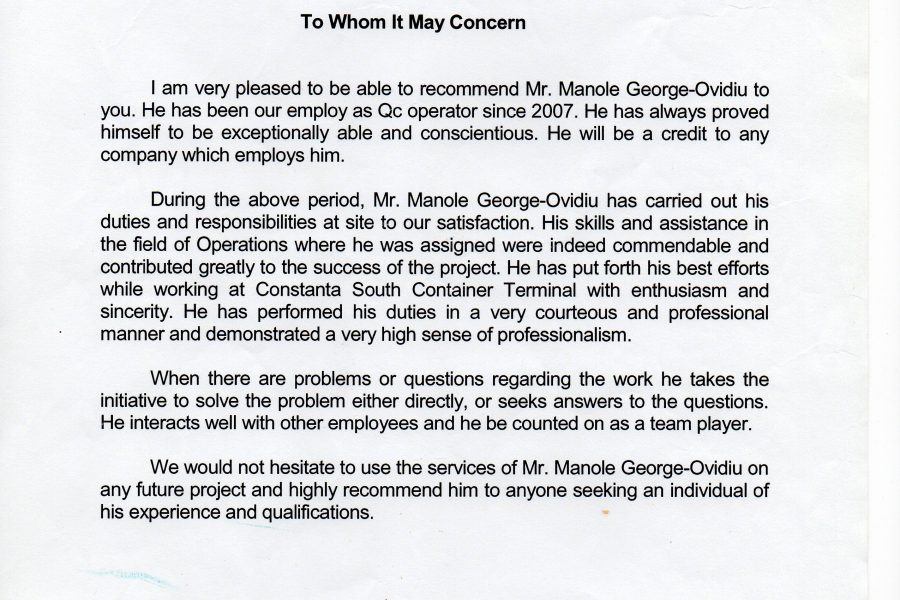 To Whom It May Concern
I am very pleased to be able to recommend Mr. Manole George-Ovidiu to
you. He has been our employ as Qc operator since 2007. He has always proved
himself to be exceptionally able and conscientious. He will be a credit to any
company which employs him.
During the above period, Mr. Manole George-Ovidiu has carried out his
duties and responsibilities at site to our satisfaction. His skills and assistance in
the field of Operations where he was assigned were indeed commendable and
contributed greatly to the success of the project. He has put forth his best efforts
while working at Constanta South Container Terminal with enthusiasm and
sincerity. He has performed his duties in a very courteous and professional
manner and demonstrated a very high sense of professionalism.
When there are problems or questions regarding the work he takes the
initiative to solve the problem either directly, or seeks answers to the questions.
He interacts well with other employees and he be counted on as a team player.
We would not hesitate to use the services of Mr. Manole George-Ovidiu on
any future project and highly recommend him to anyone seeking an individual of
his experience and qualifications.